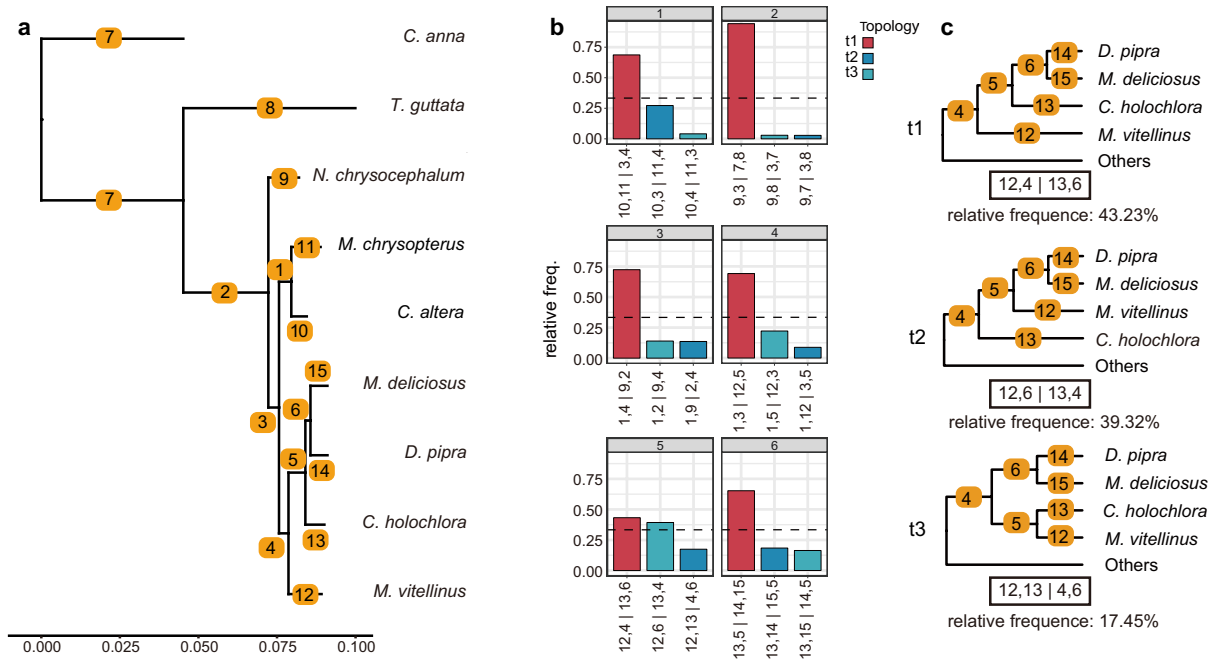 a
7
C. anna
8
T. guttata
9
N. chrysocephalum
7
11
M. chrysopterus
1
2
10
C. altera
15
M. deliciosus
6
3
D. pipra
5
14
C. holochlora
13
4
12
M. vitellinus
0.000 0.025 0.050 0.075 0.100
b
relative freq.
1 2
0.75
0.50
0.25
0.00
10,11 | 3,4
10,3 | 11,4
10,4 | 11,3
9,3 | 7,8
9,8 | 3,7
9,7 | 3,8
3 4
0.75
0.50
0.25
0.00
1,4 | 9,2
1,2 | 9,4
1,9 | 2,4
1,3 | 12,5
1,5 | 12,3
1,12 | 3,5
5 6
0.75
0.50
0.25
0.00
12,4 | 13,6
12,6 | 13,4
12,13 | 4,6
13,5 | 14,15
13,14 | 15,5
13,15 | 14,5
Topology
t1
t2
t3
c
t1
14 D. pipra
6
15 M. deliciosus
5
13 C. holochlora
4
12 M. vitellinus
Others
12,4 | 13,6
relative frequence: 43.23%
t2
14 D. pipra
6
15 M. deliciosus
5
12 M. vitellinus
4
13 C. holochlora
Others
12,6 | 13,4
relative frequence: 39.32%
t3
14 D. pipra
6
15 M. deliciosus
4
13 C. holochlora
5
12 M. vitellinus
Others
12,13 | 4,6
relative frequence: 17.45%